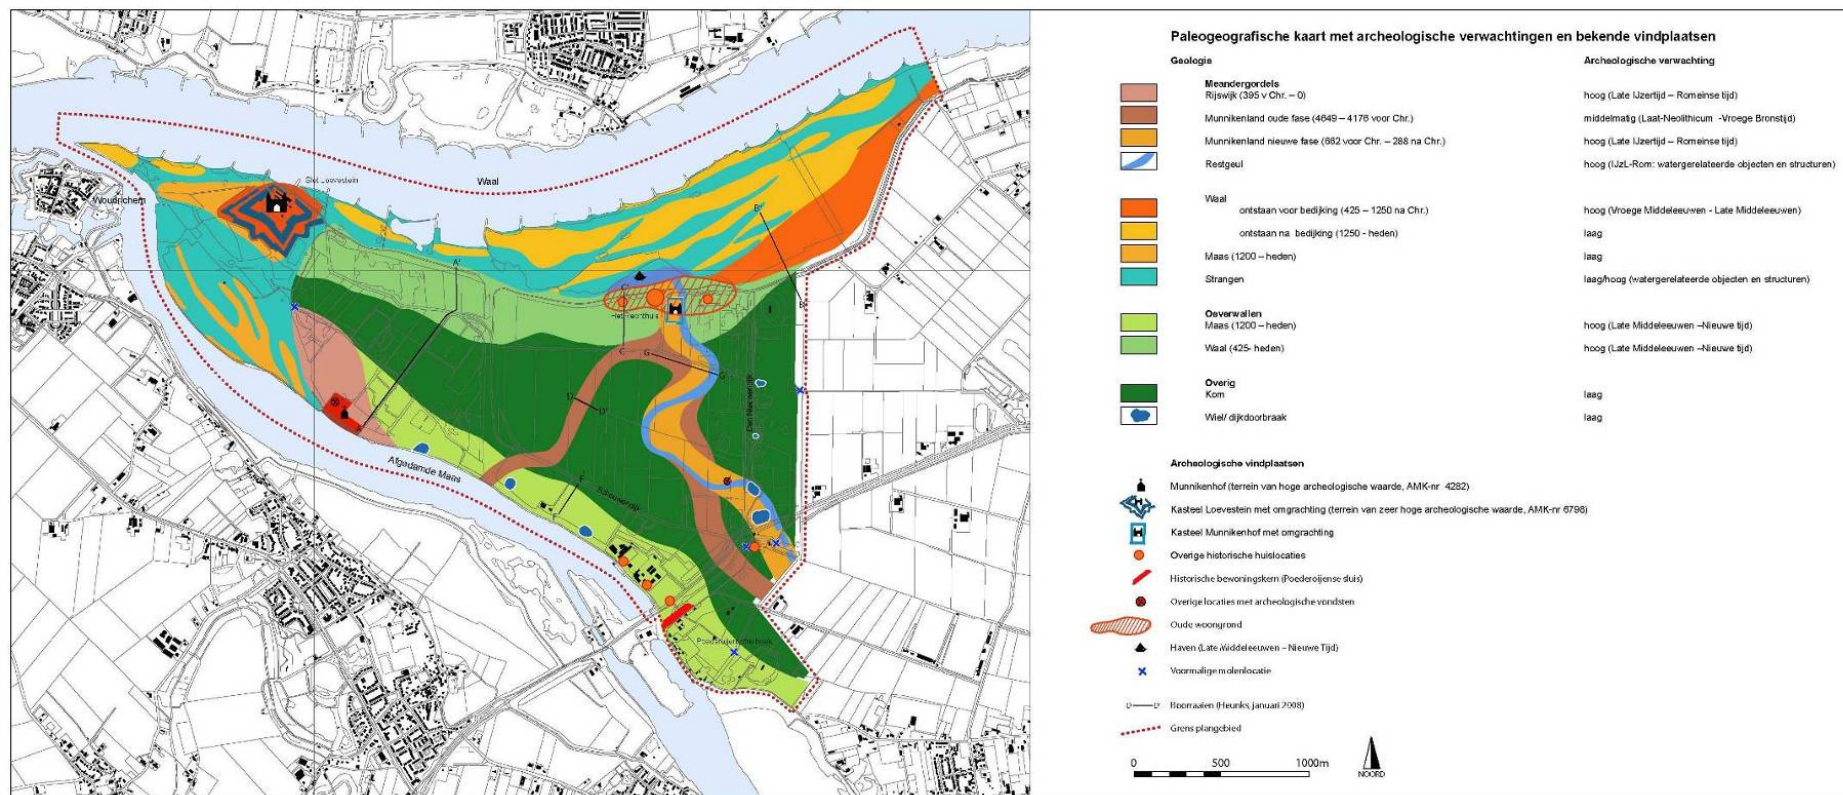 Paleogeografische kaart met archeologische verwachtingen en bekende vindplaatsen
Geologie Archeologische verwachting
Meandergordels
Rijswijk (395 v Chr. – 0) hoog (Late IJzertijd – Romeinse tijd)
Munnikenland oude fase (4649 – 4176 voor Chr.) middelmatig (Laat-Neolithicum -Vroege Bronstijd)
Munnikenland nieuwe fase (662 voor Chr. – 288 na Chr.) hoog (Late IJzertijd – Romeinse tijd)
Restgeul hoog (IJzL-Rom: watergerelateerde objecten en structuren)
Waal
ontstaan voor bedijking (425 – 1250 na Chr.) hoog (Vroege Middeleeuwen - Late Middeleeuwen)
ontstaan na bedijking (1250 - heden) laag
Maas (1200 – heden) laag
Strangen laag/hoog (watergerelateerde objecten en structuren)
Oeverwallen
Maas (1200 – heden) hoog (Late Middeleeuwen –Nieuwe tijd)
Waal (425- heden) hoog (Late Middeleeuwen –Nieuwe tijd)
Overig
Kom laag
Wiel/ dijkdoorbraak laag
Archeologische vindplaatsen
Munnikenhof (terrein van hoge archeologische waarde, AMK-nr 4282)
Kasteel Loevestein met omgrachting (terrein van zeer hoge archeologische waarde, AMK-nr 6798)
Kasteel Munnikenhof met omgrachting
Overige historische huislocaties
Historische bewoningskern (Poederoijense sluis)
Overige locaties met archeologische vondsten
Oude woongrond
Haven (Late Middeleeuwen – Nieuwe Tijd)
Voormalige molenlocatie
D D' Boorraaien (Heunks, januari 2008)
Grens plangebied
0 500 1000m
NOORD
Waal
Slot Loevestein
Woudrichem
B'
A'
C'
B
C
G
G'
D
D'
Afgedamde Maas
F